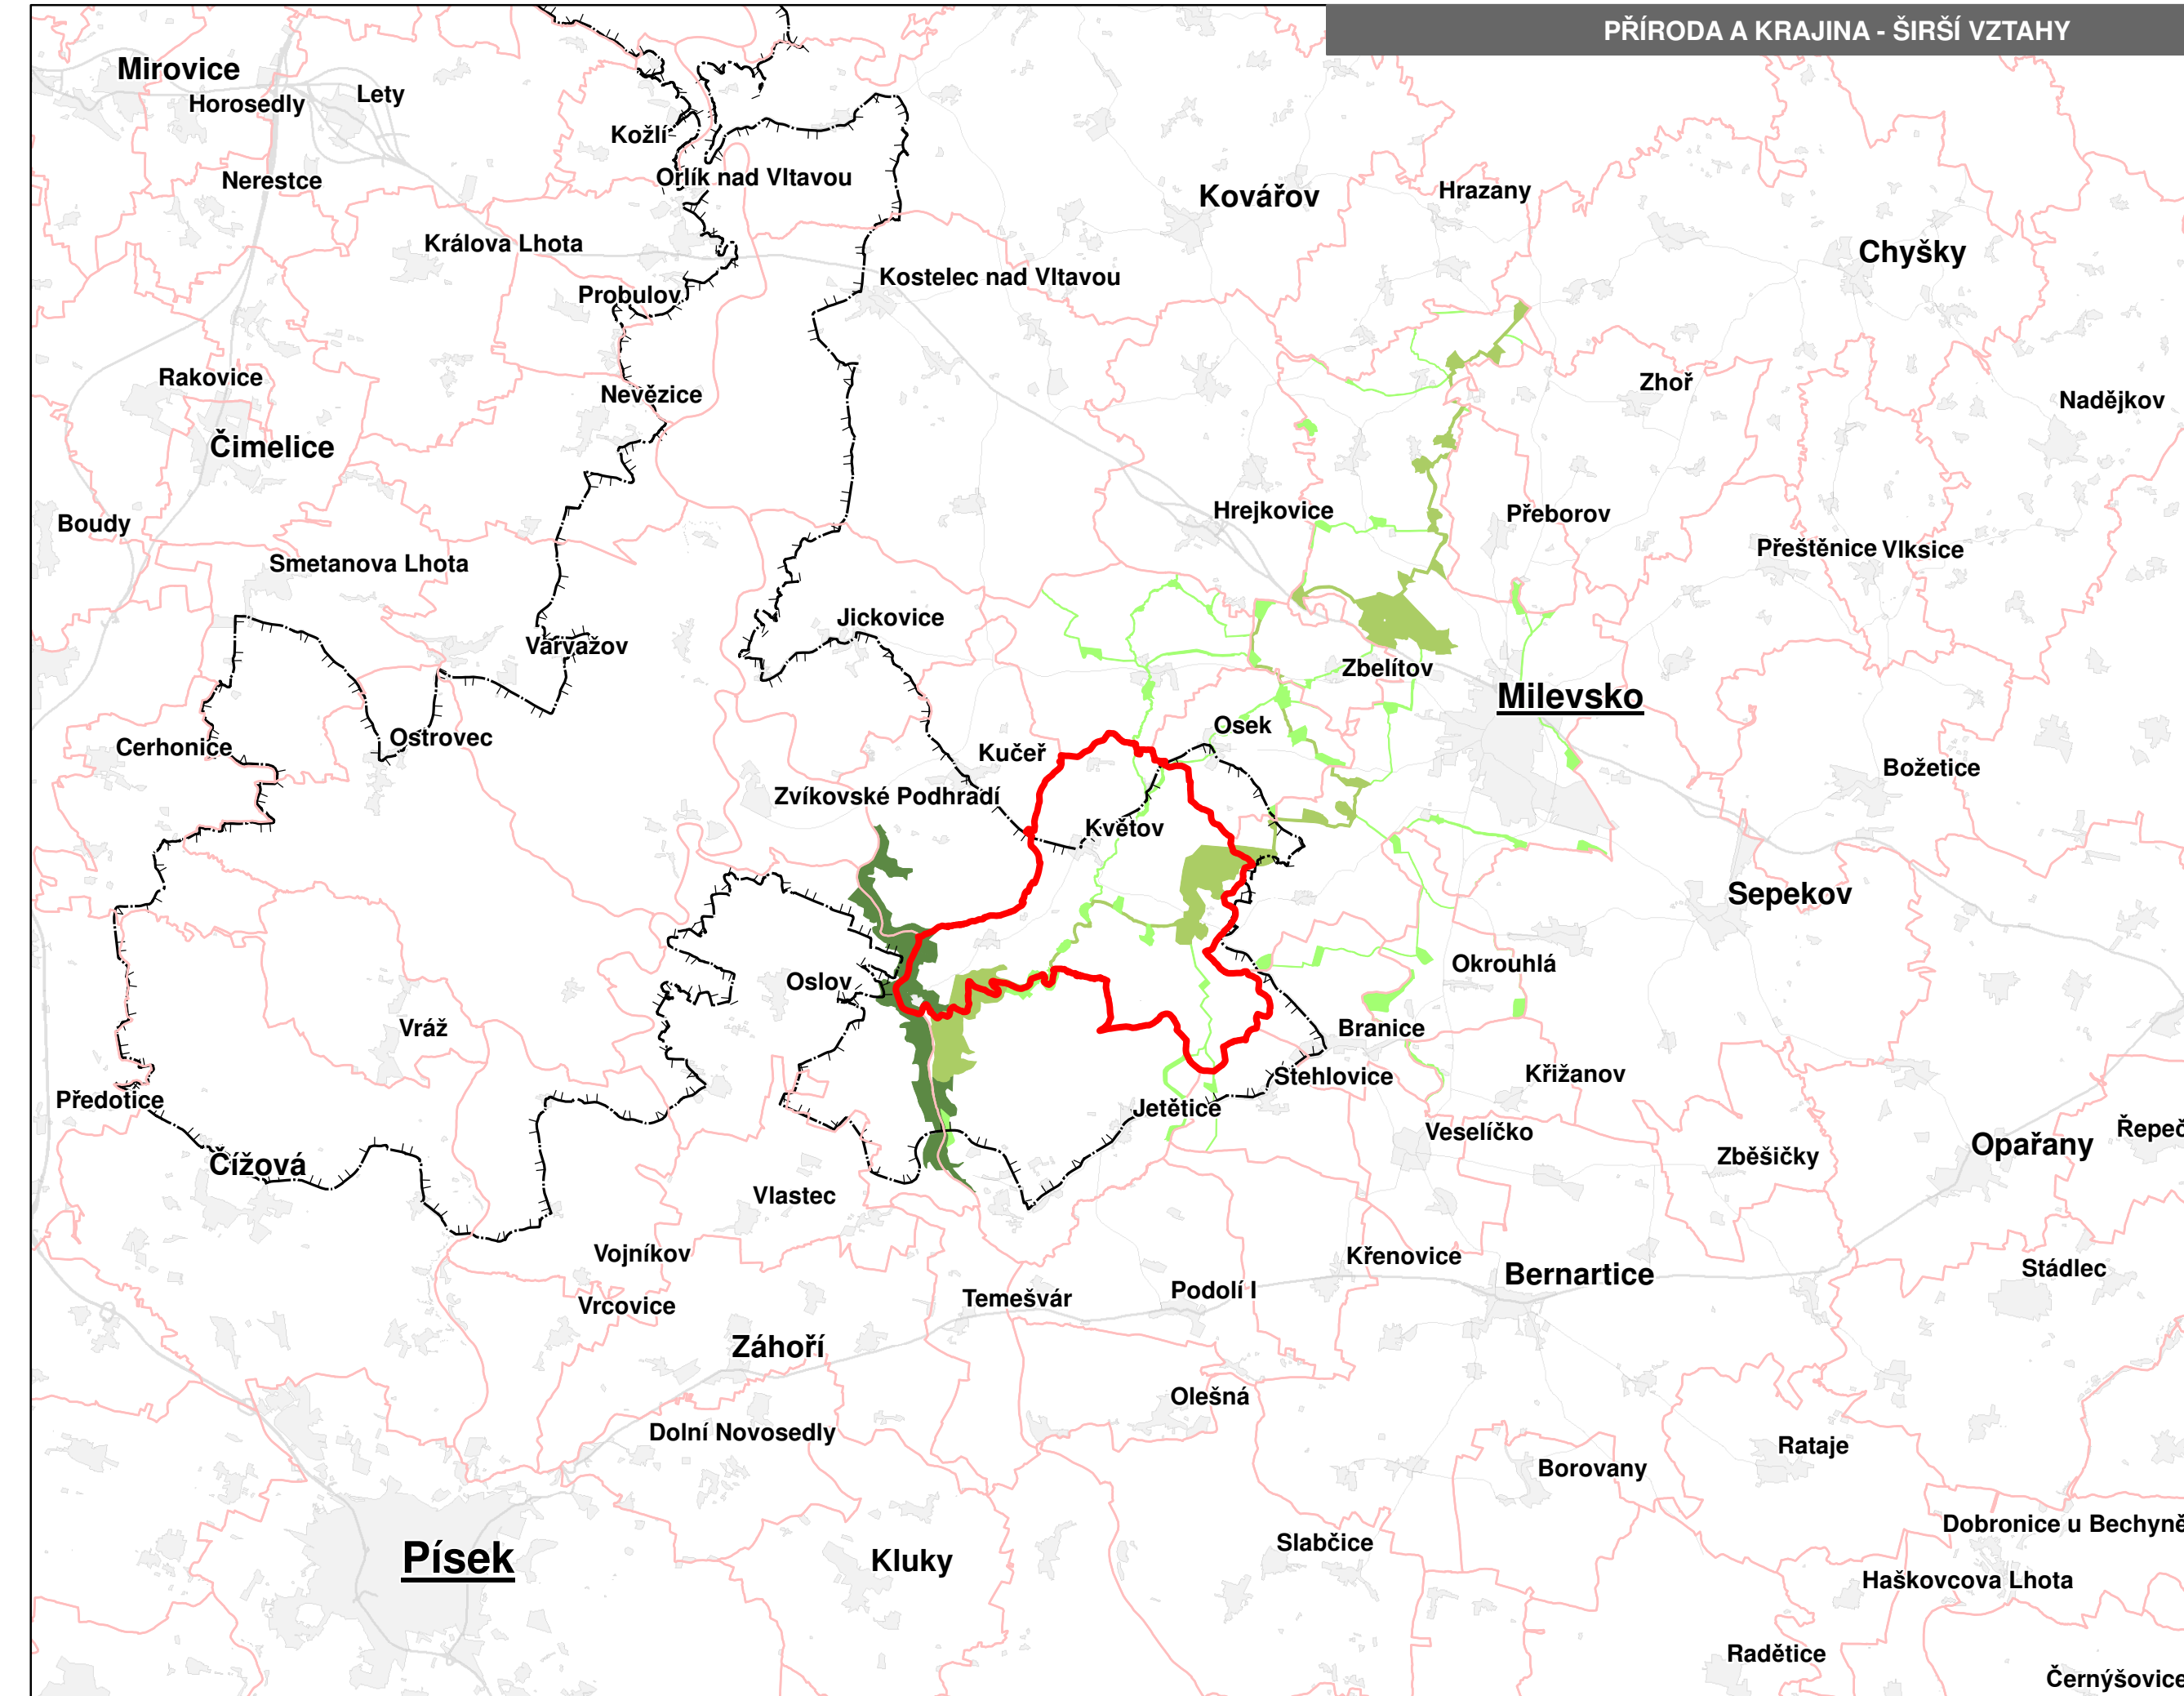 PŘÍRODA A KRAJINA - ŠIRŠÍ VZTAHY
Mirovice
Horosedly
Lety
Kožlí
Nerestce
Orlík nad Vltavou
Kovářov
Hrazany
Králova Lhota
Chyšky
Kostelec nad Vltavou
Probulov
Rakovice
Nevězice
Zhoř
Nadějkov
Čimelice
Hrejkovice
Přeborov
Boudy
Smetanova Lhota
Přeštěnice
Vlksice
Jickovice
Varvažov
Zbelítov
Milevsko
Osek
Ostrovec
Cerhonice
Kučeř
Božetice
Zvíkovské Podhradí
Květov
Sepekov
Okrouhlá
Oslov
Vráž
Branice
Křižanov
Stehlovice
Předotice
Jetětice
Řepeč
Veselíčko
Opařany
Zběšičky
Čížová
Vlastec
Vojníkov
Křenovice
Bernartice
Stádlec
Podolí I
Temešvár
Vrcovice
Záhoří
Olešná
Dolní Novosedly
Rataje
Borovany
Dobronice u Bechyně
Slabčice
Písek
Kluky
Haškovcova Lhota
Radětice
Černýšovice